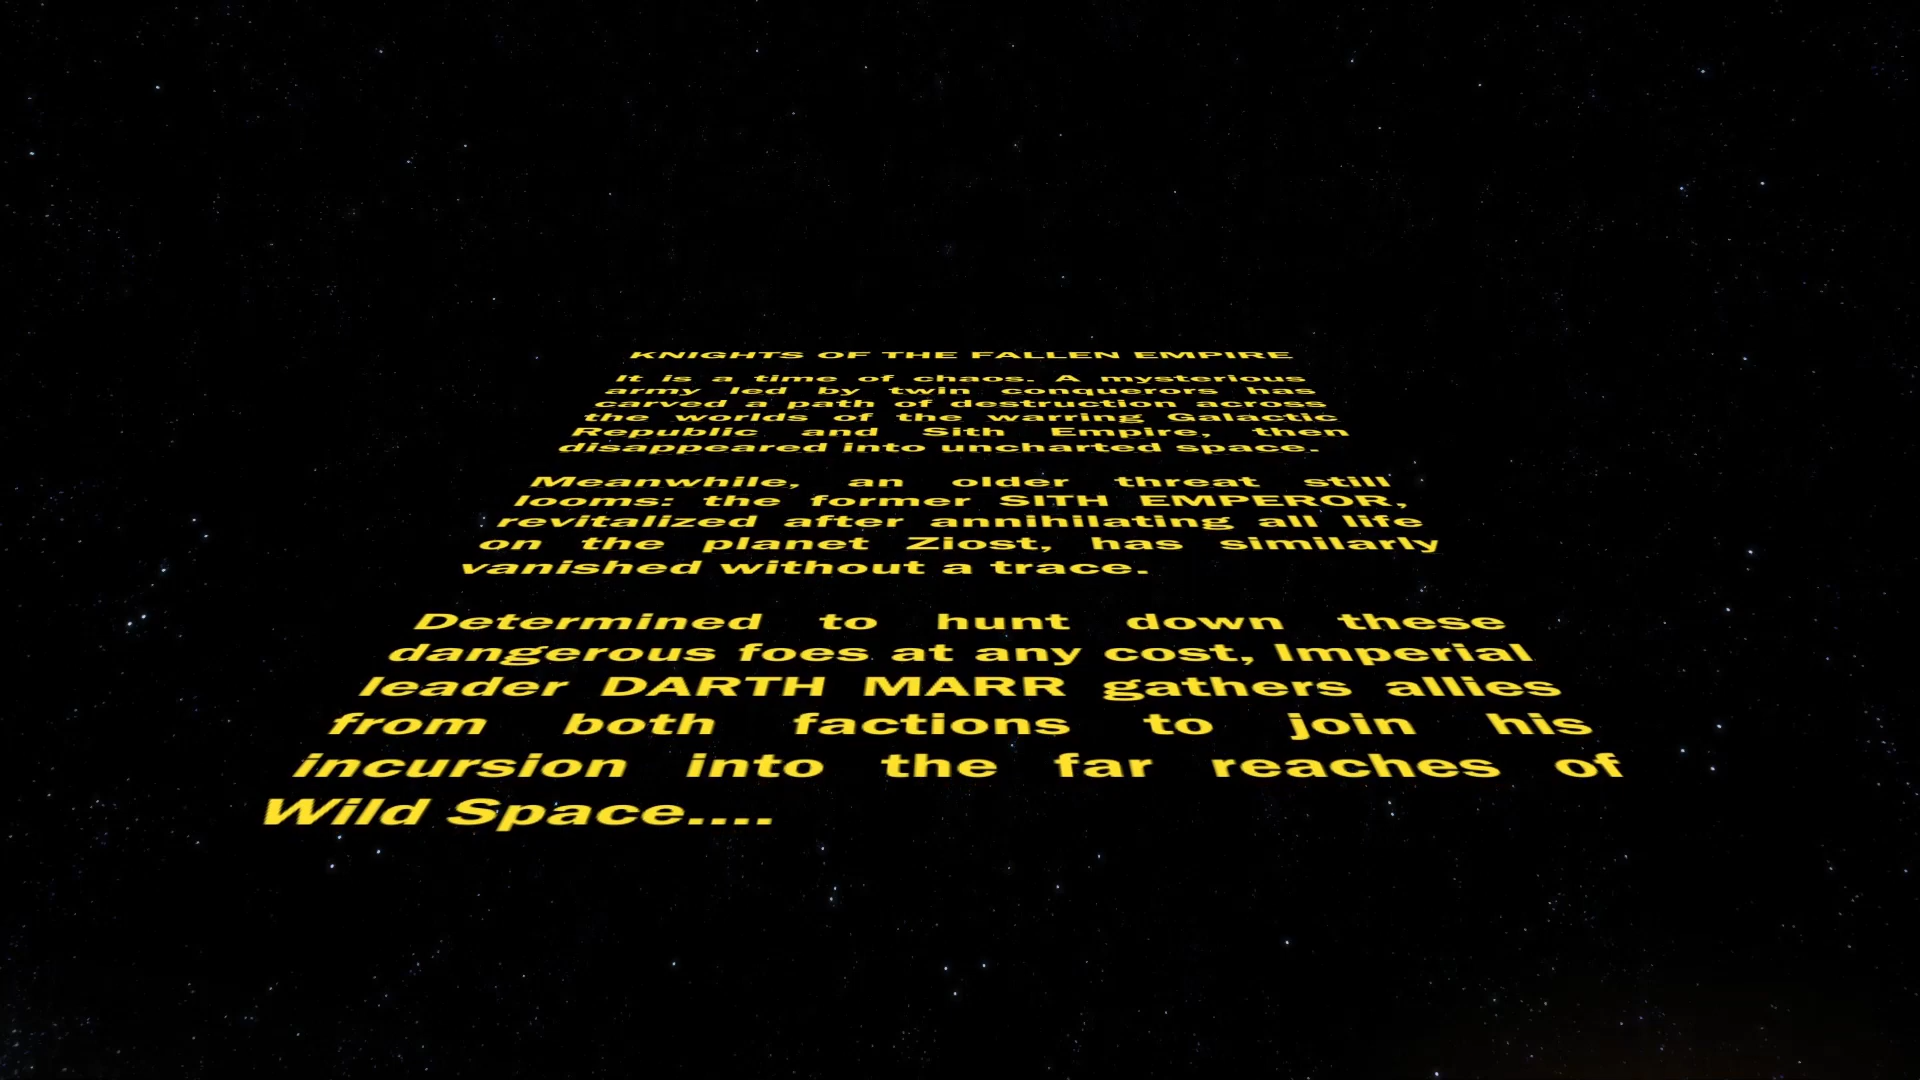 KNIGHTS OF THE FALLEN EMPIRE
It is a time of chaos. A mysterious
army led by twin conquerors has
carved a path of destruction across
the worlds of the warring Galactic
Republic and Sith Empire, then
disappeared into uncharted space.
Meanwhile, an older threat still
looms: the former SITH EMPEROR,
revitalized after annihilating all life
on the planet Ziost, has similarly
vanished without a trace.
Determined to hunt down these
dangerous foes at any cost, Imperial
leader DARTH MARR gathers allies
from both factions to join his
incursion into the far reaches of
Wild Space....